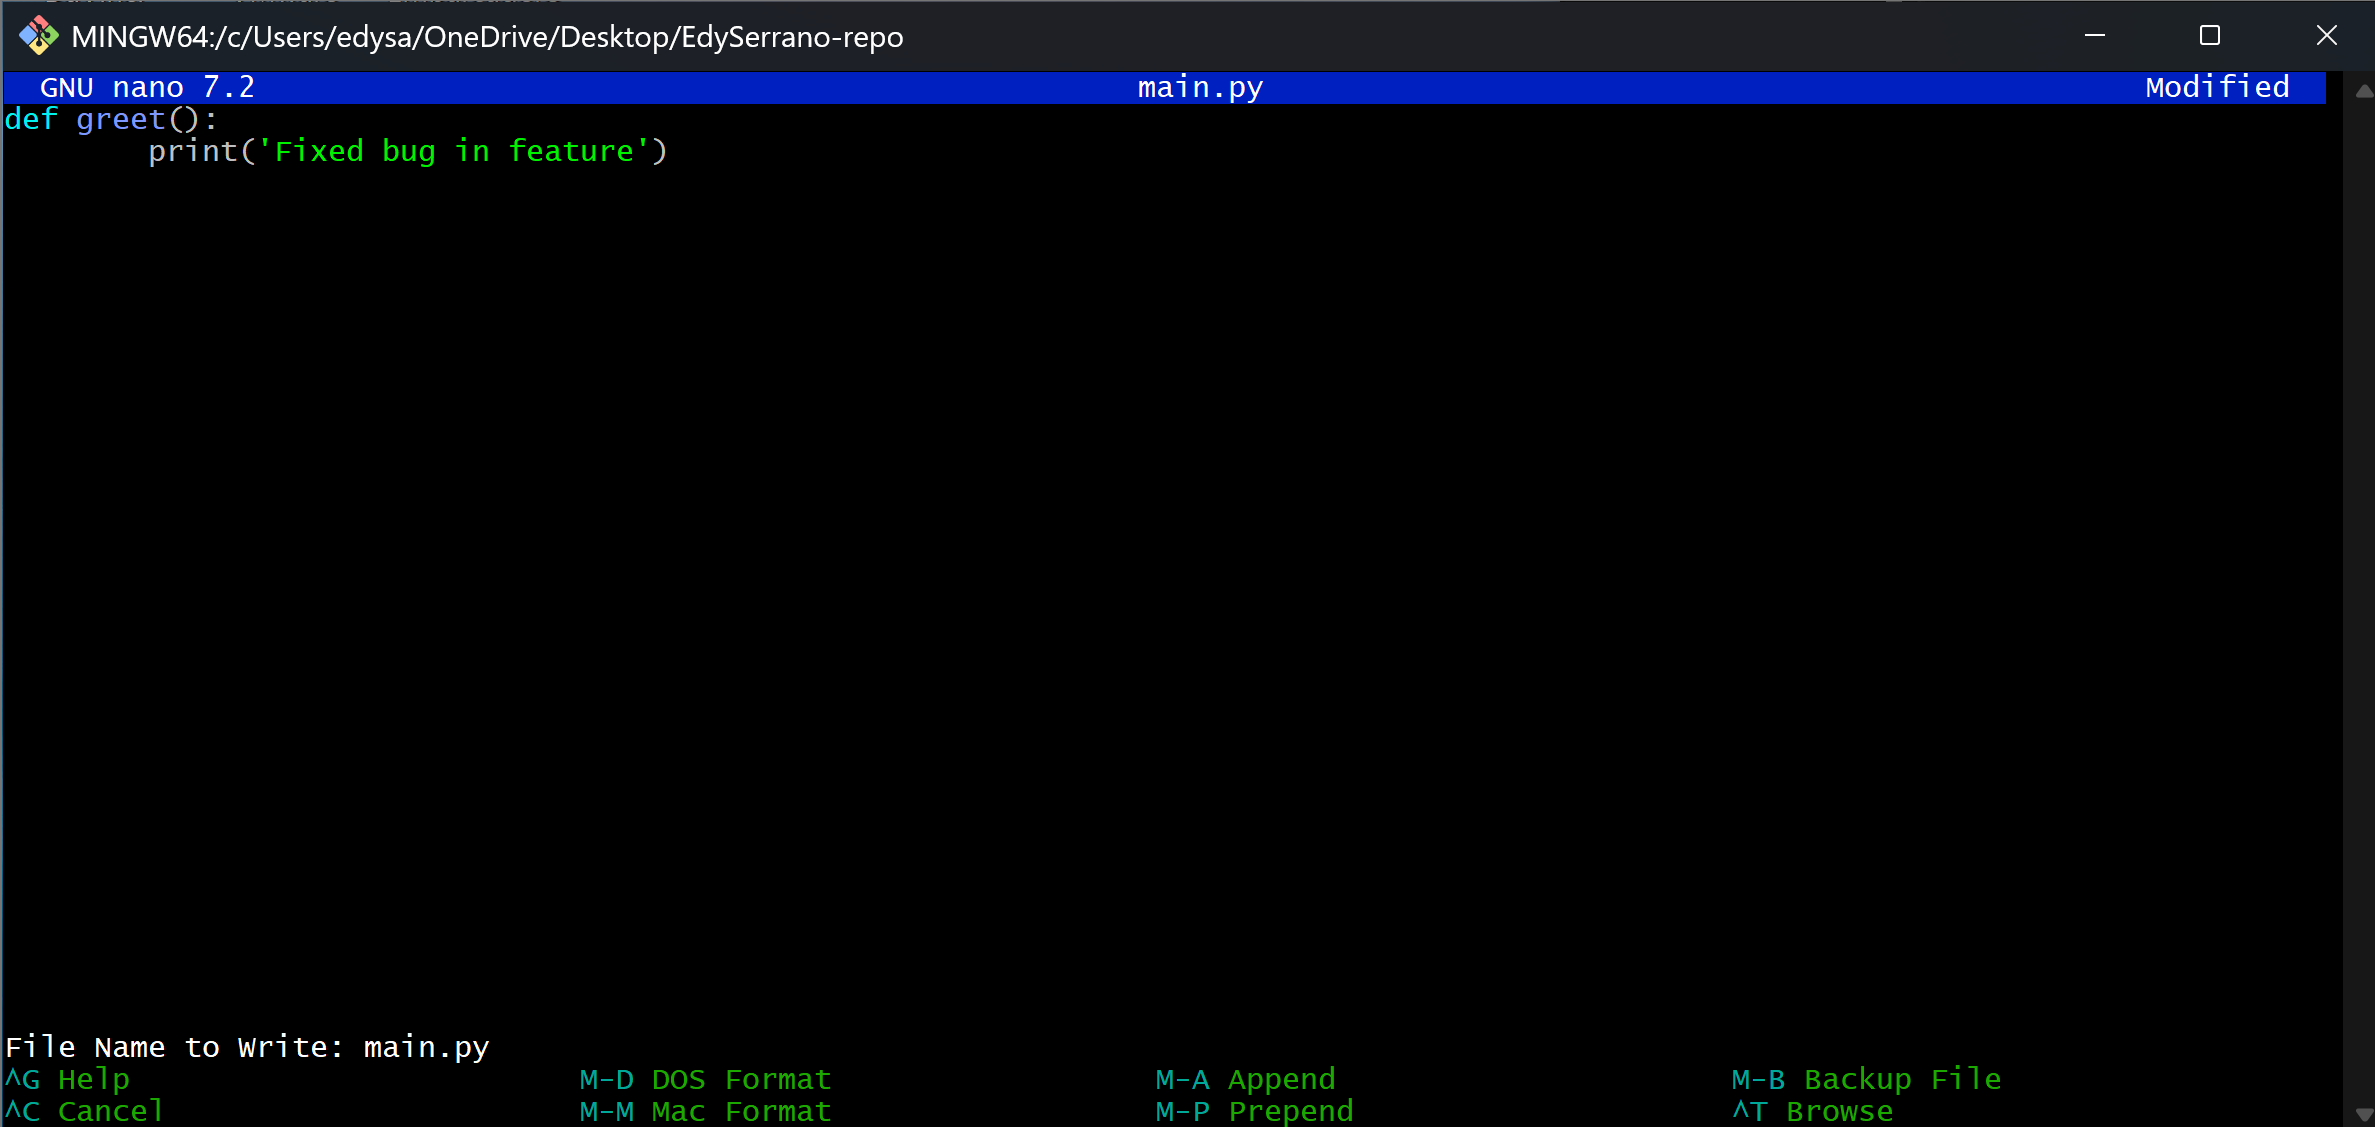 MINGW64:/c/Users/edysa/OneDrive/Desktop/EdySerrano-repo
GNU nano 7.2 main.py Modified
def greet():
        print('Fixed bug in feature')
File Name to Write: main.py
^G Help M-D DOS Format M-A Append M-B Backup File
^C Cancel M-M Mac Format M-P Prepend ^T Browse